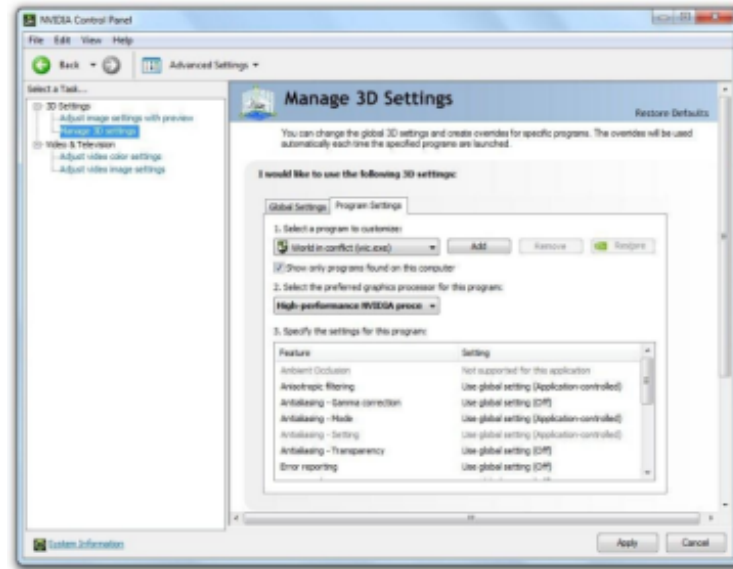 NVIDIA Control Panel
File Edit View Help
Back Advanced Settings
Select a Task...
3D Settings
Adjust image settings with preview
Manage 3D settings
Video & Television
Adjust video color settings
Adjust video image settings
System Information
Manage 3D Settings
Restore Defaults
You can change the global 3D settings and create overrides for specific programs. The overrides will be used
automatically each time the specified programs are launched.
I would like to use the following 3D settings:
Global Settings Program Settings
1. Select a program to customize:
World in conflict (wic.exe) Add Remove Restore
Show only programs found on this computer
2. Select the preferred graphics processor for this program:
High-performance NVIDIA proce
3. Specify the settings for this program:
Feature Setting
Ambient Occlusion Not supported for this application
Anisotropic filtering Use global setting (Application-controlled)
Antialiasing - Gamma correction Use global setting (Off)
Antialiasing - Mode Use global setting (Application-controlled)
Antialiasing - Setting Use global setting (Application-controlled)
Antialiasing - Transparency Use global setting (Off)
Error reporting Use global setting (Off)
Apply Cancel